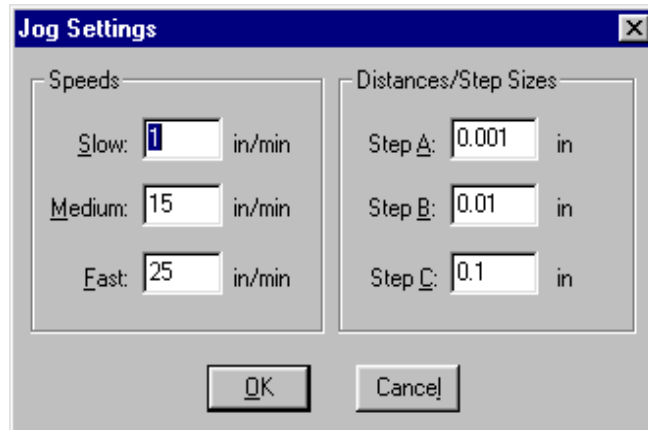 Jog Settings
Speeds
Slow: 1 in/min
Medium: 15 in/min
Fast: 25 in/min
Distances/Step Sizes
Step A: 0.001 in
Step B: 0.01 in
Step C: 0.1 in
OK Cancel